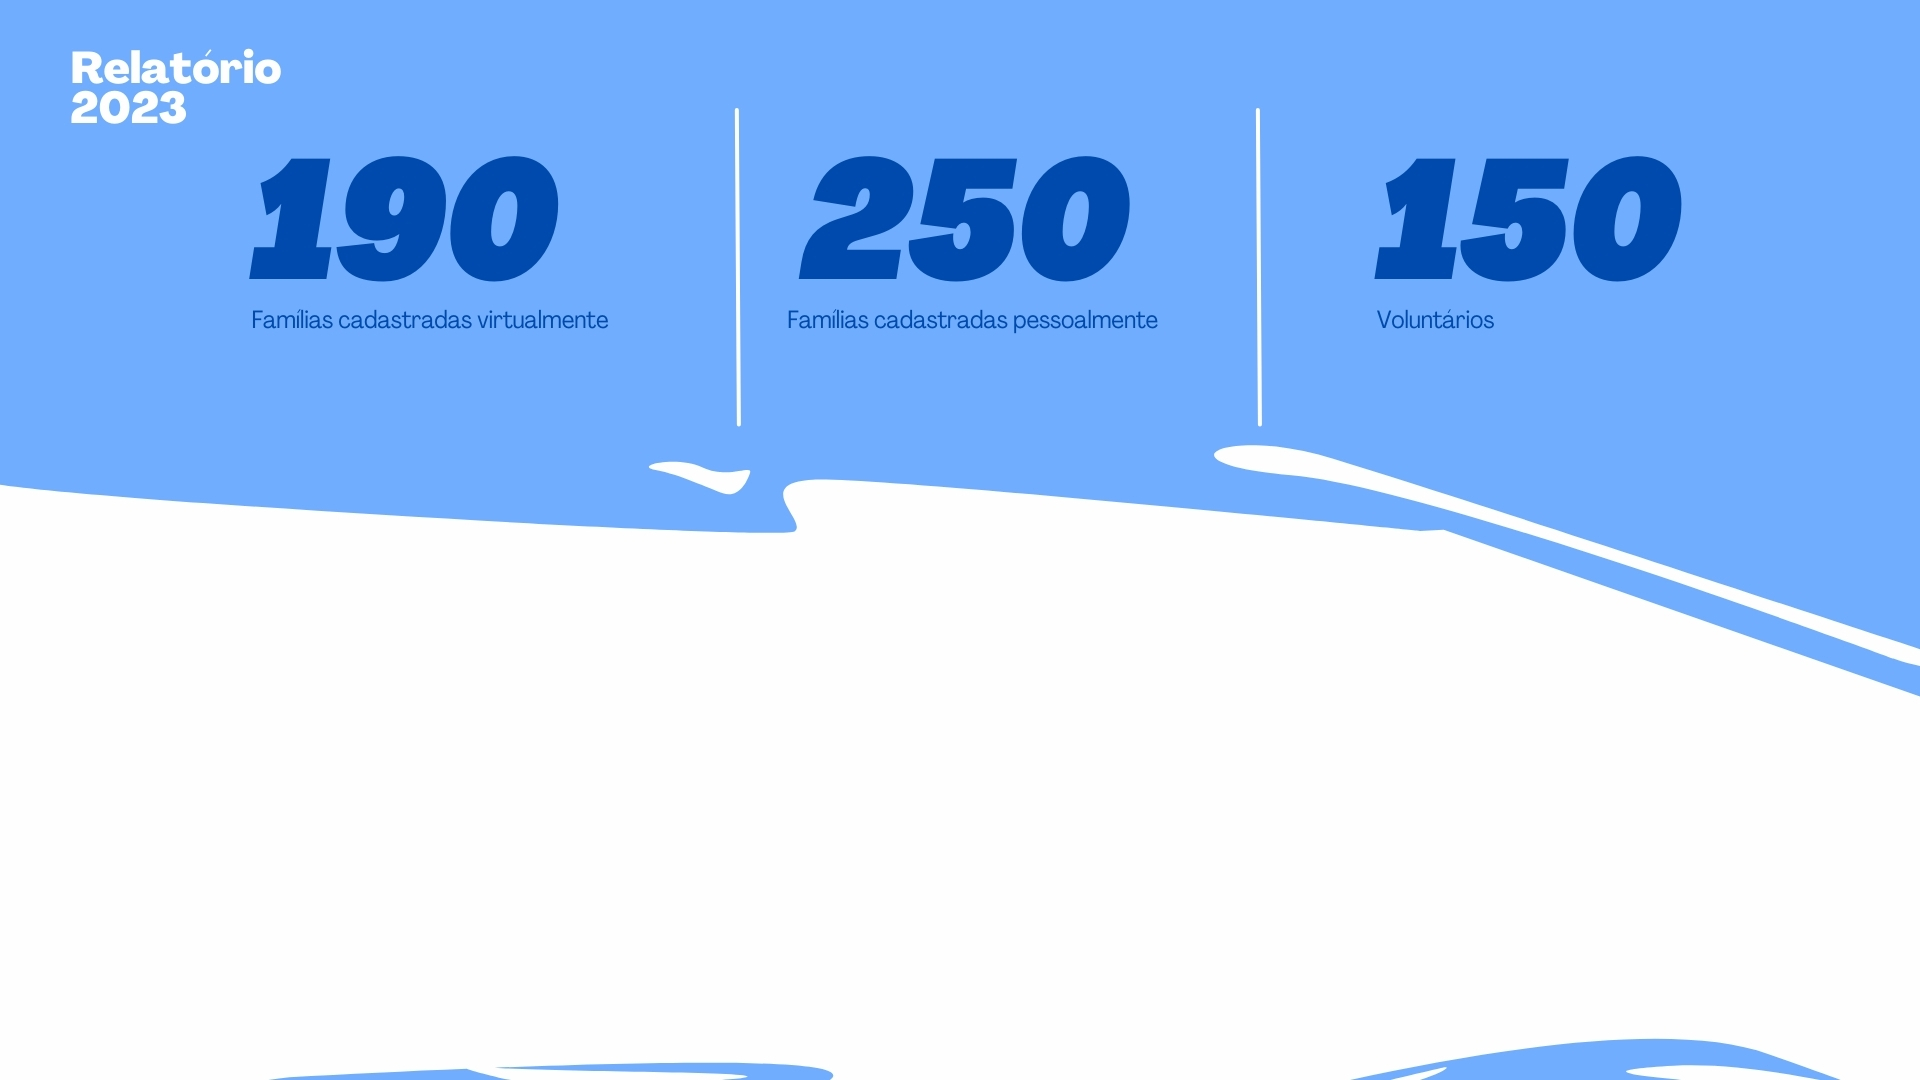 Relatório
2023
190
Famílias cadastradas virtualmente
250
Famílias cadastradas pessoalmente
150
Voluntários